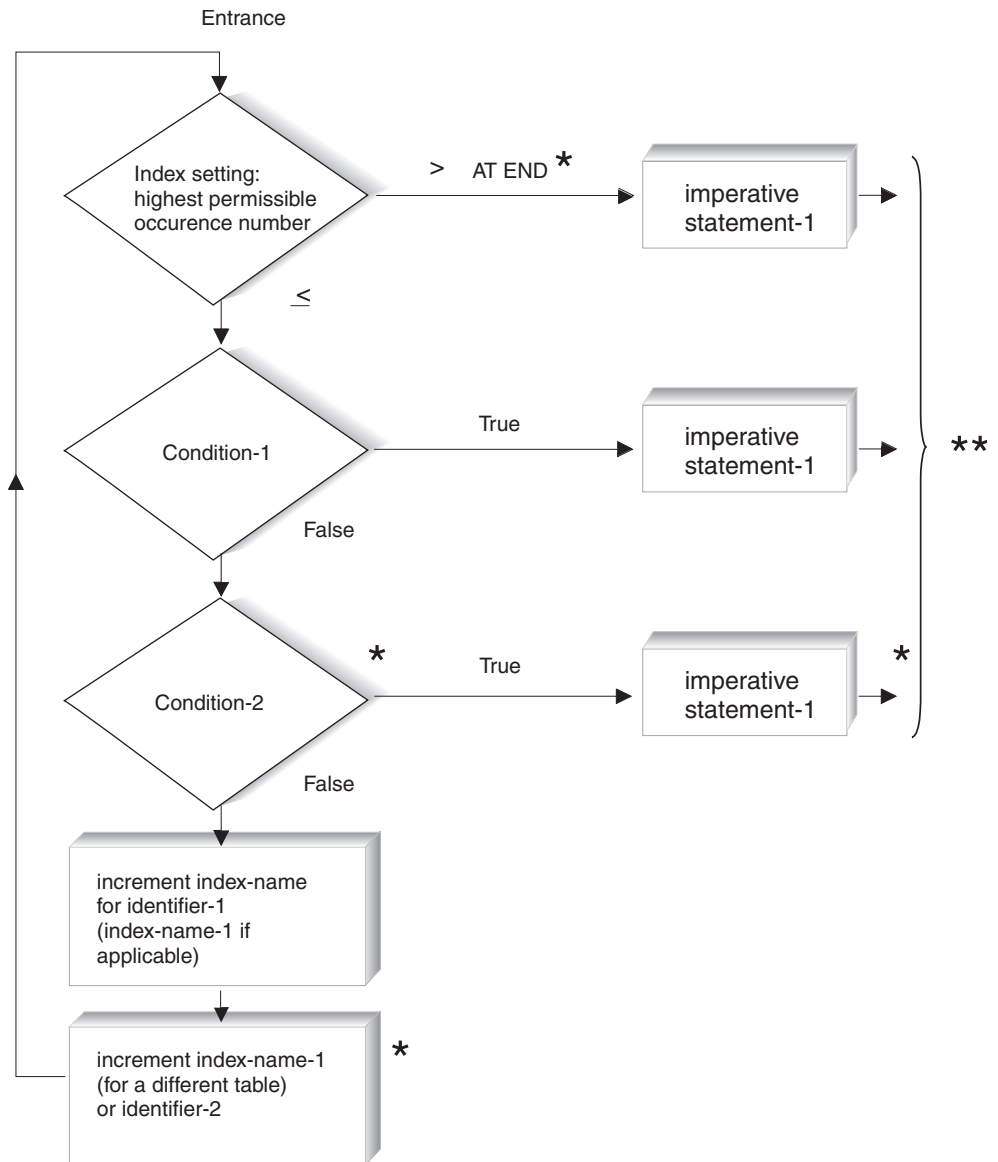 Entrance
Index setting:
highest permissible
occurence number
> AT END *
imperative
statement-1
≤
Condition-1
True
imperative
statement-1
**
False
Condition-2
*
True
imperative
statement-1
*
False
increment index-name
for identifier-1
(index-name-1 if
applicable)
increment index-name-1
(for a different table)
or identifier-2
*